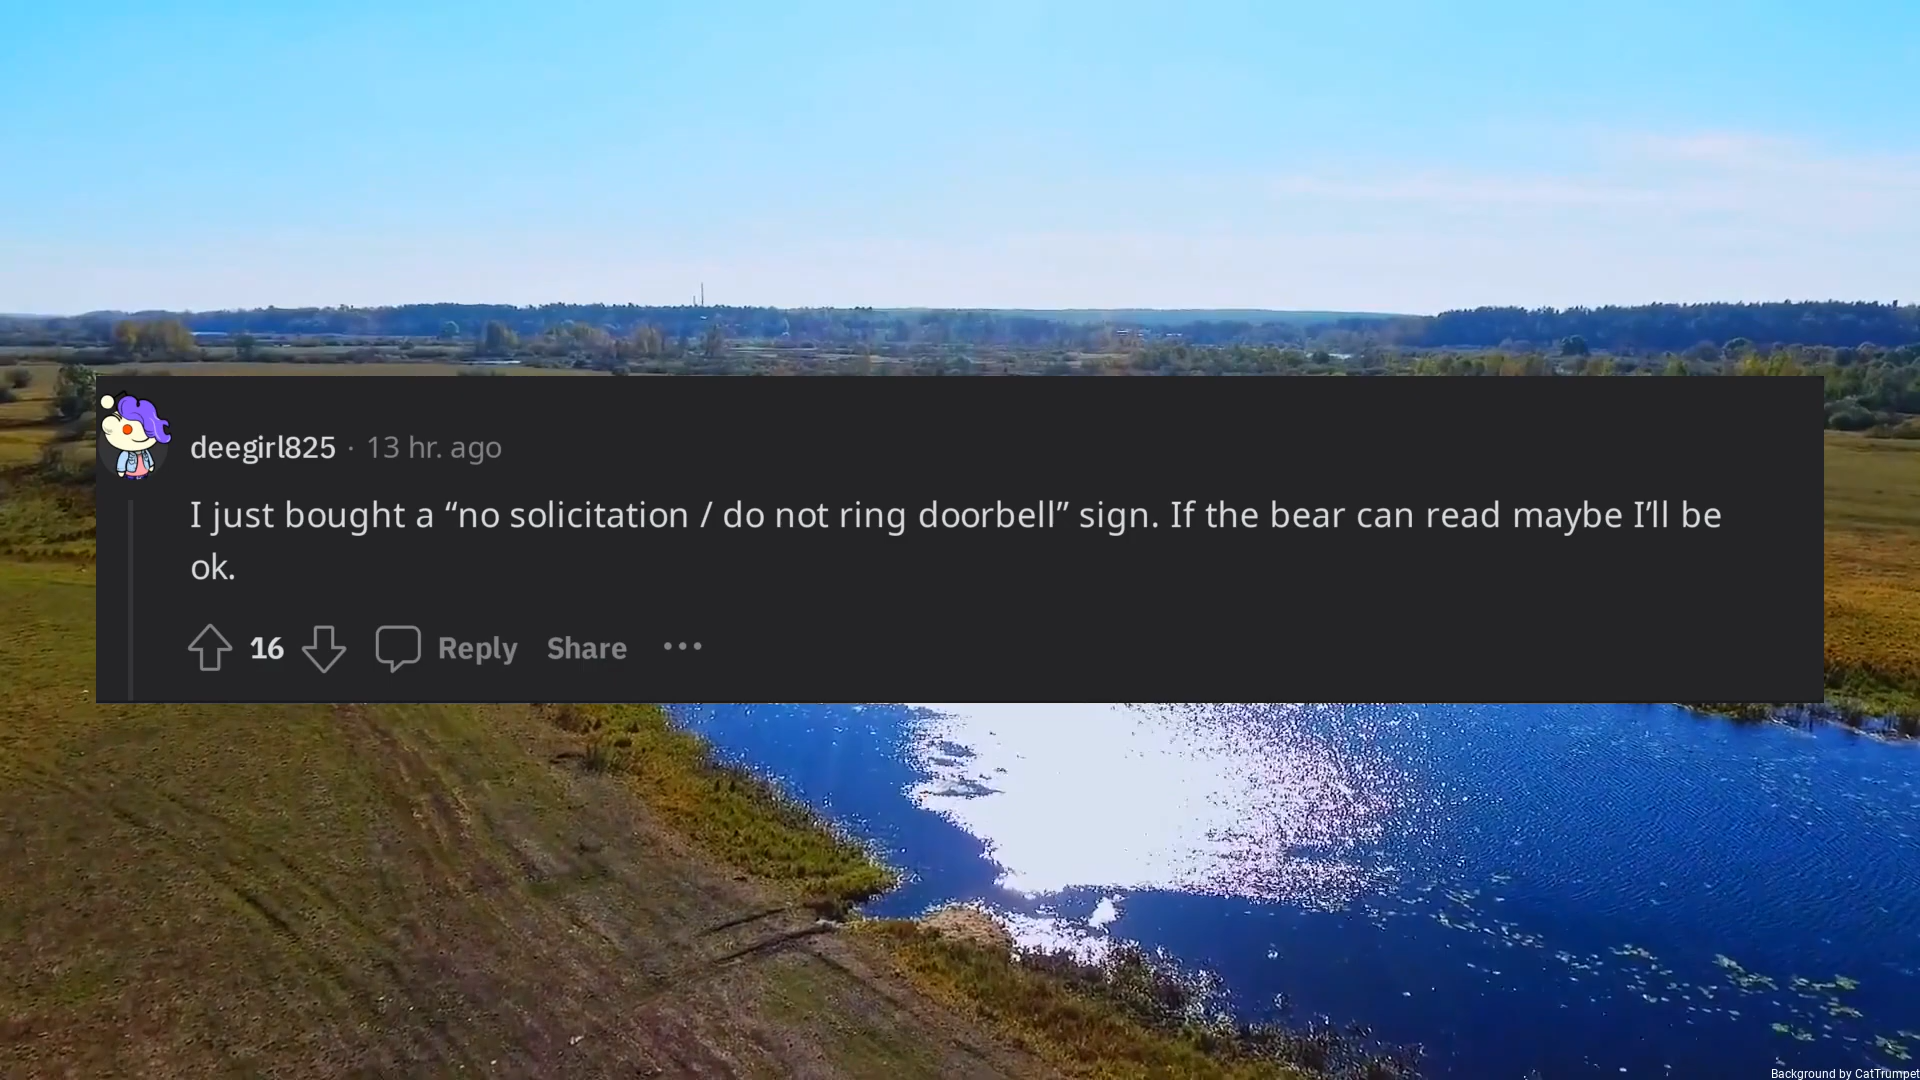 deegirl825 · 13 hr. ago
I just bought a “no solicitation / do not ring doorbell” sign. If the bear can read maybe I’ll be
ok.
16 Reply Share •••
Background by CatTrumpet